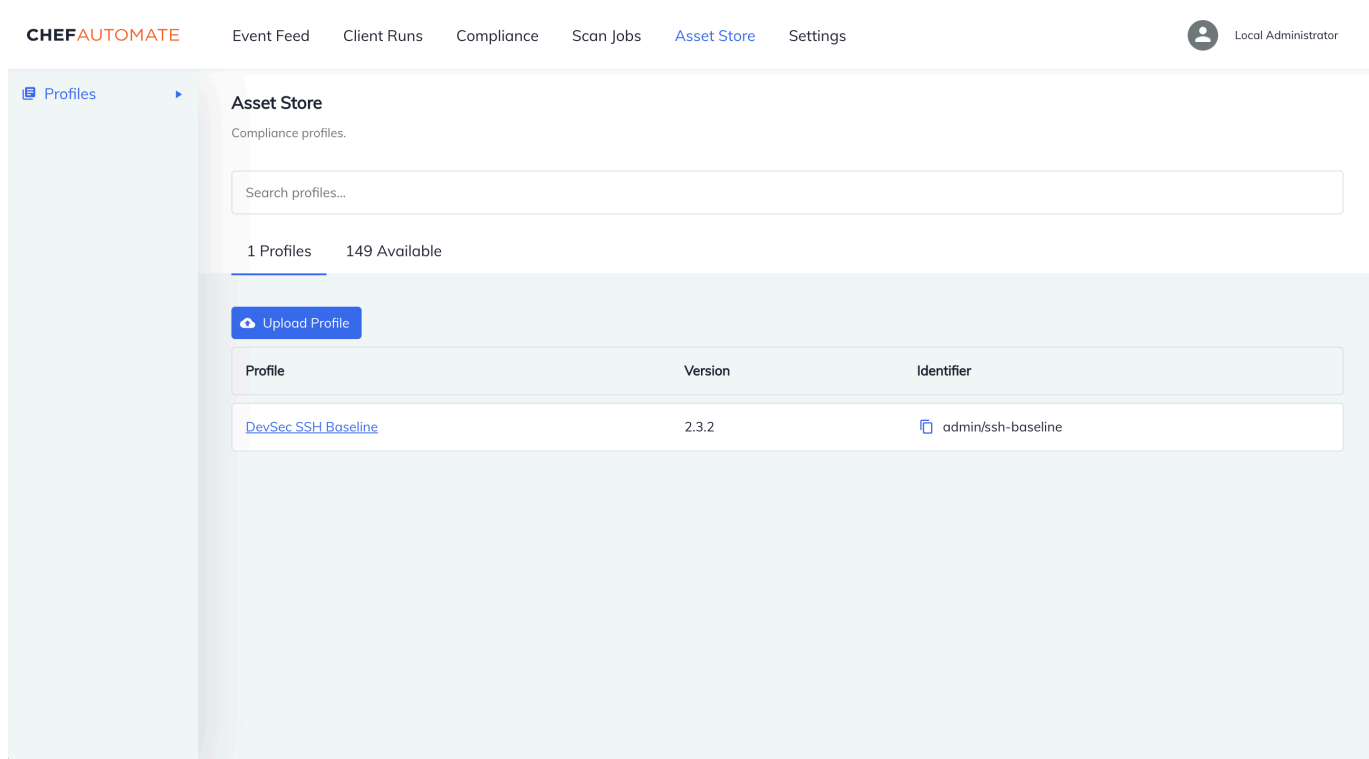 CHEFAUTOMATE Event Feed Client Runs Compliance Scan Jobs Asset Store Settings Local Administrator
Profiles
Asset Store
Compliance profiles.
Search profiles...
1 Profiles 149 Available
Upload Profile
Profile Version Identifier
DevSec SSH Baseline 2.3.2 admin/ssh-baseline